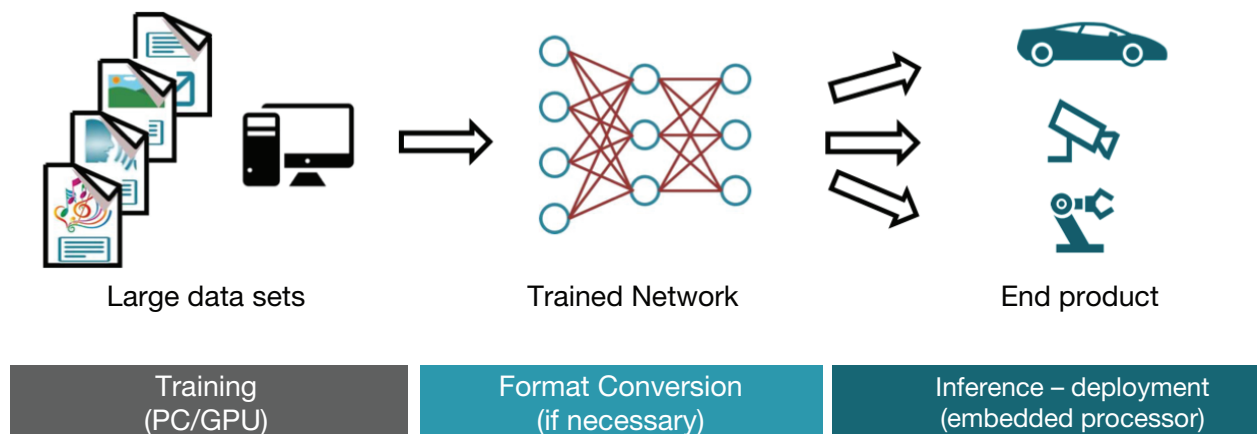 Large data sets
Trained Network
End product
Training
(PC/GPU)
Format Conversion
(if necessary)
Inference – deployment
(embedded processor)